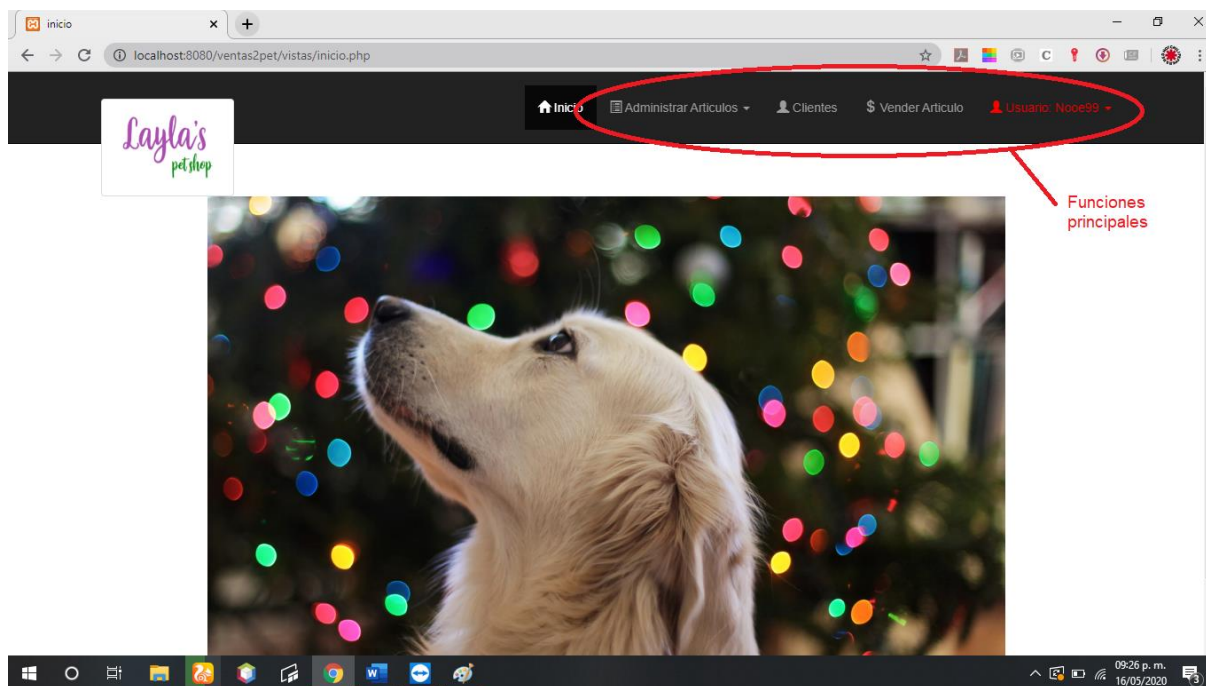 inicio
localhost:8080/ventas2pet/vistas/inicio.php
Layla's
pet shop
Inicio
Administrar Articulos
Clientes
$ Vender Articulo
Usuario: Nooe99
Funciones
principales
09:26 p. m.
16/05/2020
3